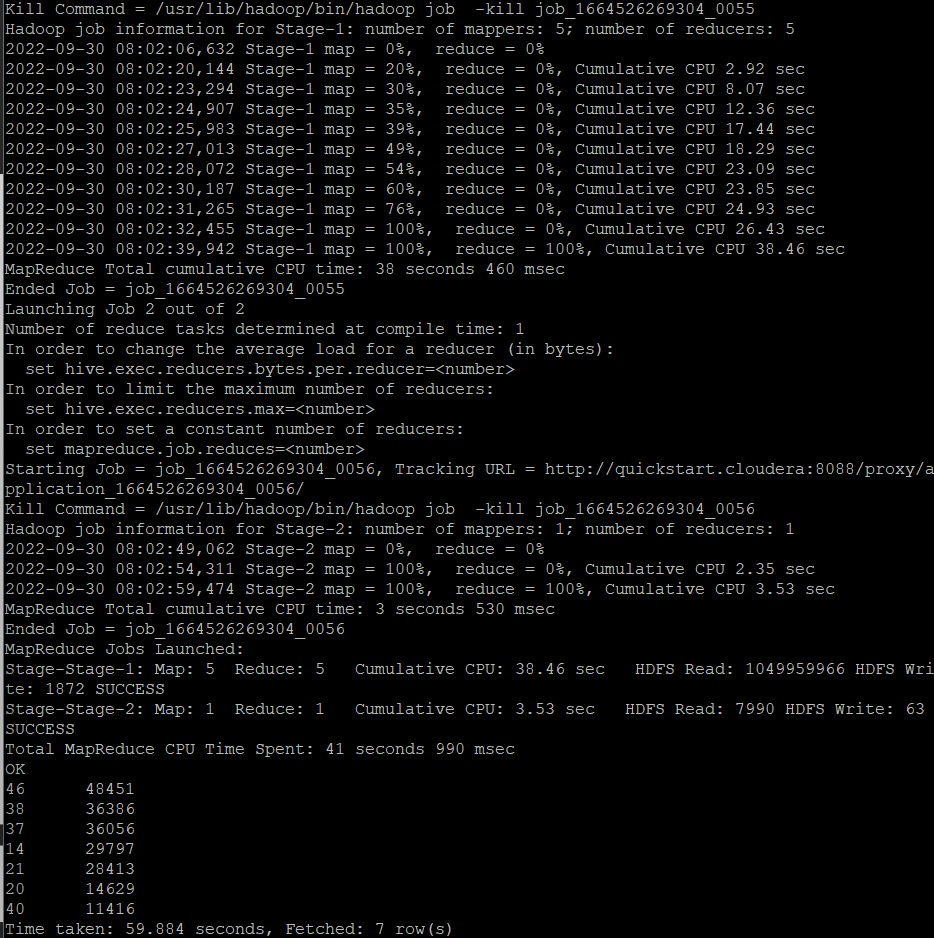 Kill Command = /usr/lib/hadoop/bin/hadoop job  -kill job_1664526269304_0055
Hadoop job information for Stage-1: number of mappers: 5; number of reducers: 5
2022-09-30 08:02:06,632 Stage-1 map = 0%,  reduce = 0%
2022-09-30 08:02:20,144 Stage-1 map = 20%,  reduce = 0%, Cumulative CPU 2.92 sec
2022-09-30 08:02:23,294 Stage-1 map = 30%,  reduce = 0%, Cumulative CPU 8.07 sec
2022-09-30 08:02:24,907 Stage-1 map = 35%,  reduce = 0%, Cumulative CPU 12.36 sec
2022-09-30 08:02:25,983 Stage-1 map = 39%,  reduce = 0%, Cumulative CPU 17.44 sec
2022-09-30 08:02:27,013 Stage-1 map = 49%,  reduce = 0%, Cumulative CPU 18.29 sec
2022-09-30 08:02:28,072 Stage-1 map = 54%,  reduce = 0%, Cumulative CPU 23.09 sec
2022-09-30 08:02:30,187 Stage-1 map = 60%,  reduce = 0%, Cumulative CPU 23.85 sec
2022-09-30 08:02:31,265 Stage-1 map = 76%,  reduce = 0%, Cumulative CPU 24.93 sec
2022-09-30 08:02:32,455 Stage-1 map = 100%,  reduce = 0%, Cumulative CPU 26.43 sec
2022-09-30 08:02:39,942 Stage-1 map = 100%,  reduce = 100%, Cumulative CPU 38.46 sec
MapReduce Total cumulative CPU time: 38 seconds 460 msec
Ended Job = job_1664526269304_0055
Launching Job 2 out of 2
Number of reduce tasks determined at compile time: 1
In order to change the average load for a reducer (in bytes):
  set hive.exec.reducers.bytes.per.reducer=<number>
In order to limit the maximum number of reducers:
  set hive.exec.reducers.max=<number>
In order to set a constant number of reducers:
  set mapreduce.job.reduces=<number>
Starting Job = job_1664526269304_0056, Tracking URL = http://quickstart.cloudera:8088/proxy/a
pplication_1664526269304_0056/
Kill Command = /usr/lib/hadoop/bin/hadoop job  -kill job_1664526269304_0056
Hadoop job information for Stage-2: number of mappers: 1; number of reducers: 1
2022-09-30 08:02:49,062 Stage-2 map = 0%,  reduce = 0%
2022-09-30 08:02:54,311 Stage-2 map = 100%,  reduce = 0%, Cumulative CPU 2.35 sec
2022-09-30 08:02:59,474 Stage-2 map = 100%,  reduce = 100%, Cumulative CPU 3.53 sec
MapReduce Total cumulative CPU time: 3 seconds 530 msec
Ended Job = job_1664526269304_0056
MapReduce Jobs Launched:
Stage-Stage-1: Map: 5  Reduce: 5   Cumulative CPU: 38.46 sec   HDFS Read: 1049959966 HDFS Wri
te: 1872 SUCCESS
Stage-Stage-2: Map: 1  Reduce: 1   Cumulative CPU: 3.53 sec   HDFS Read: 7990 HDFS Write: 63
SUCCESS
Total MapReduce CPU Time Spent: 41 seconds 990 msec
OK
46      48451
38      36386
37      36056
14      29797
21      28413
20      14629
40      11416
Time taken: 59.884 seconds, Fetched: 7 row(s)